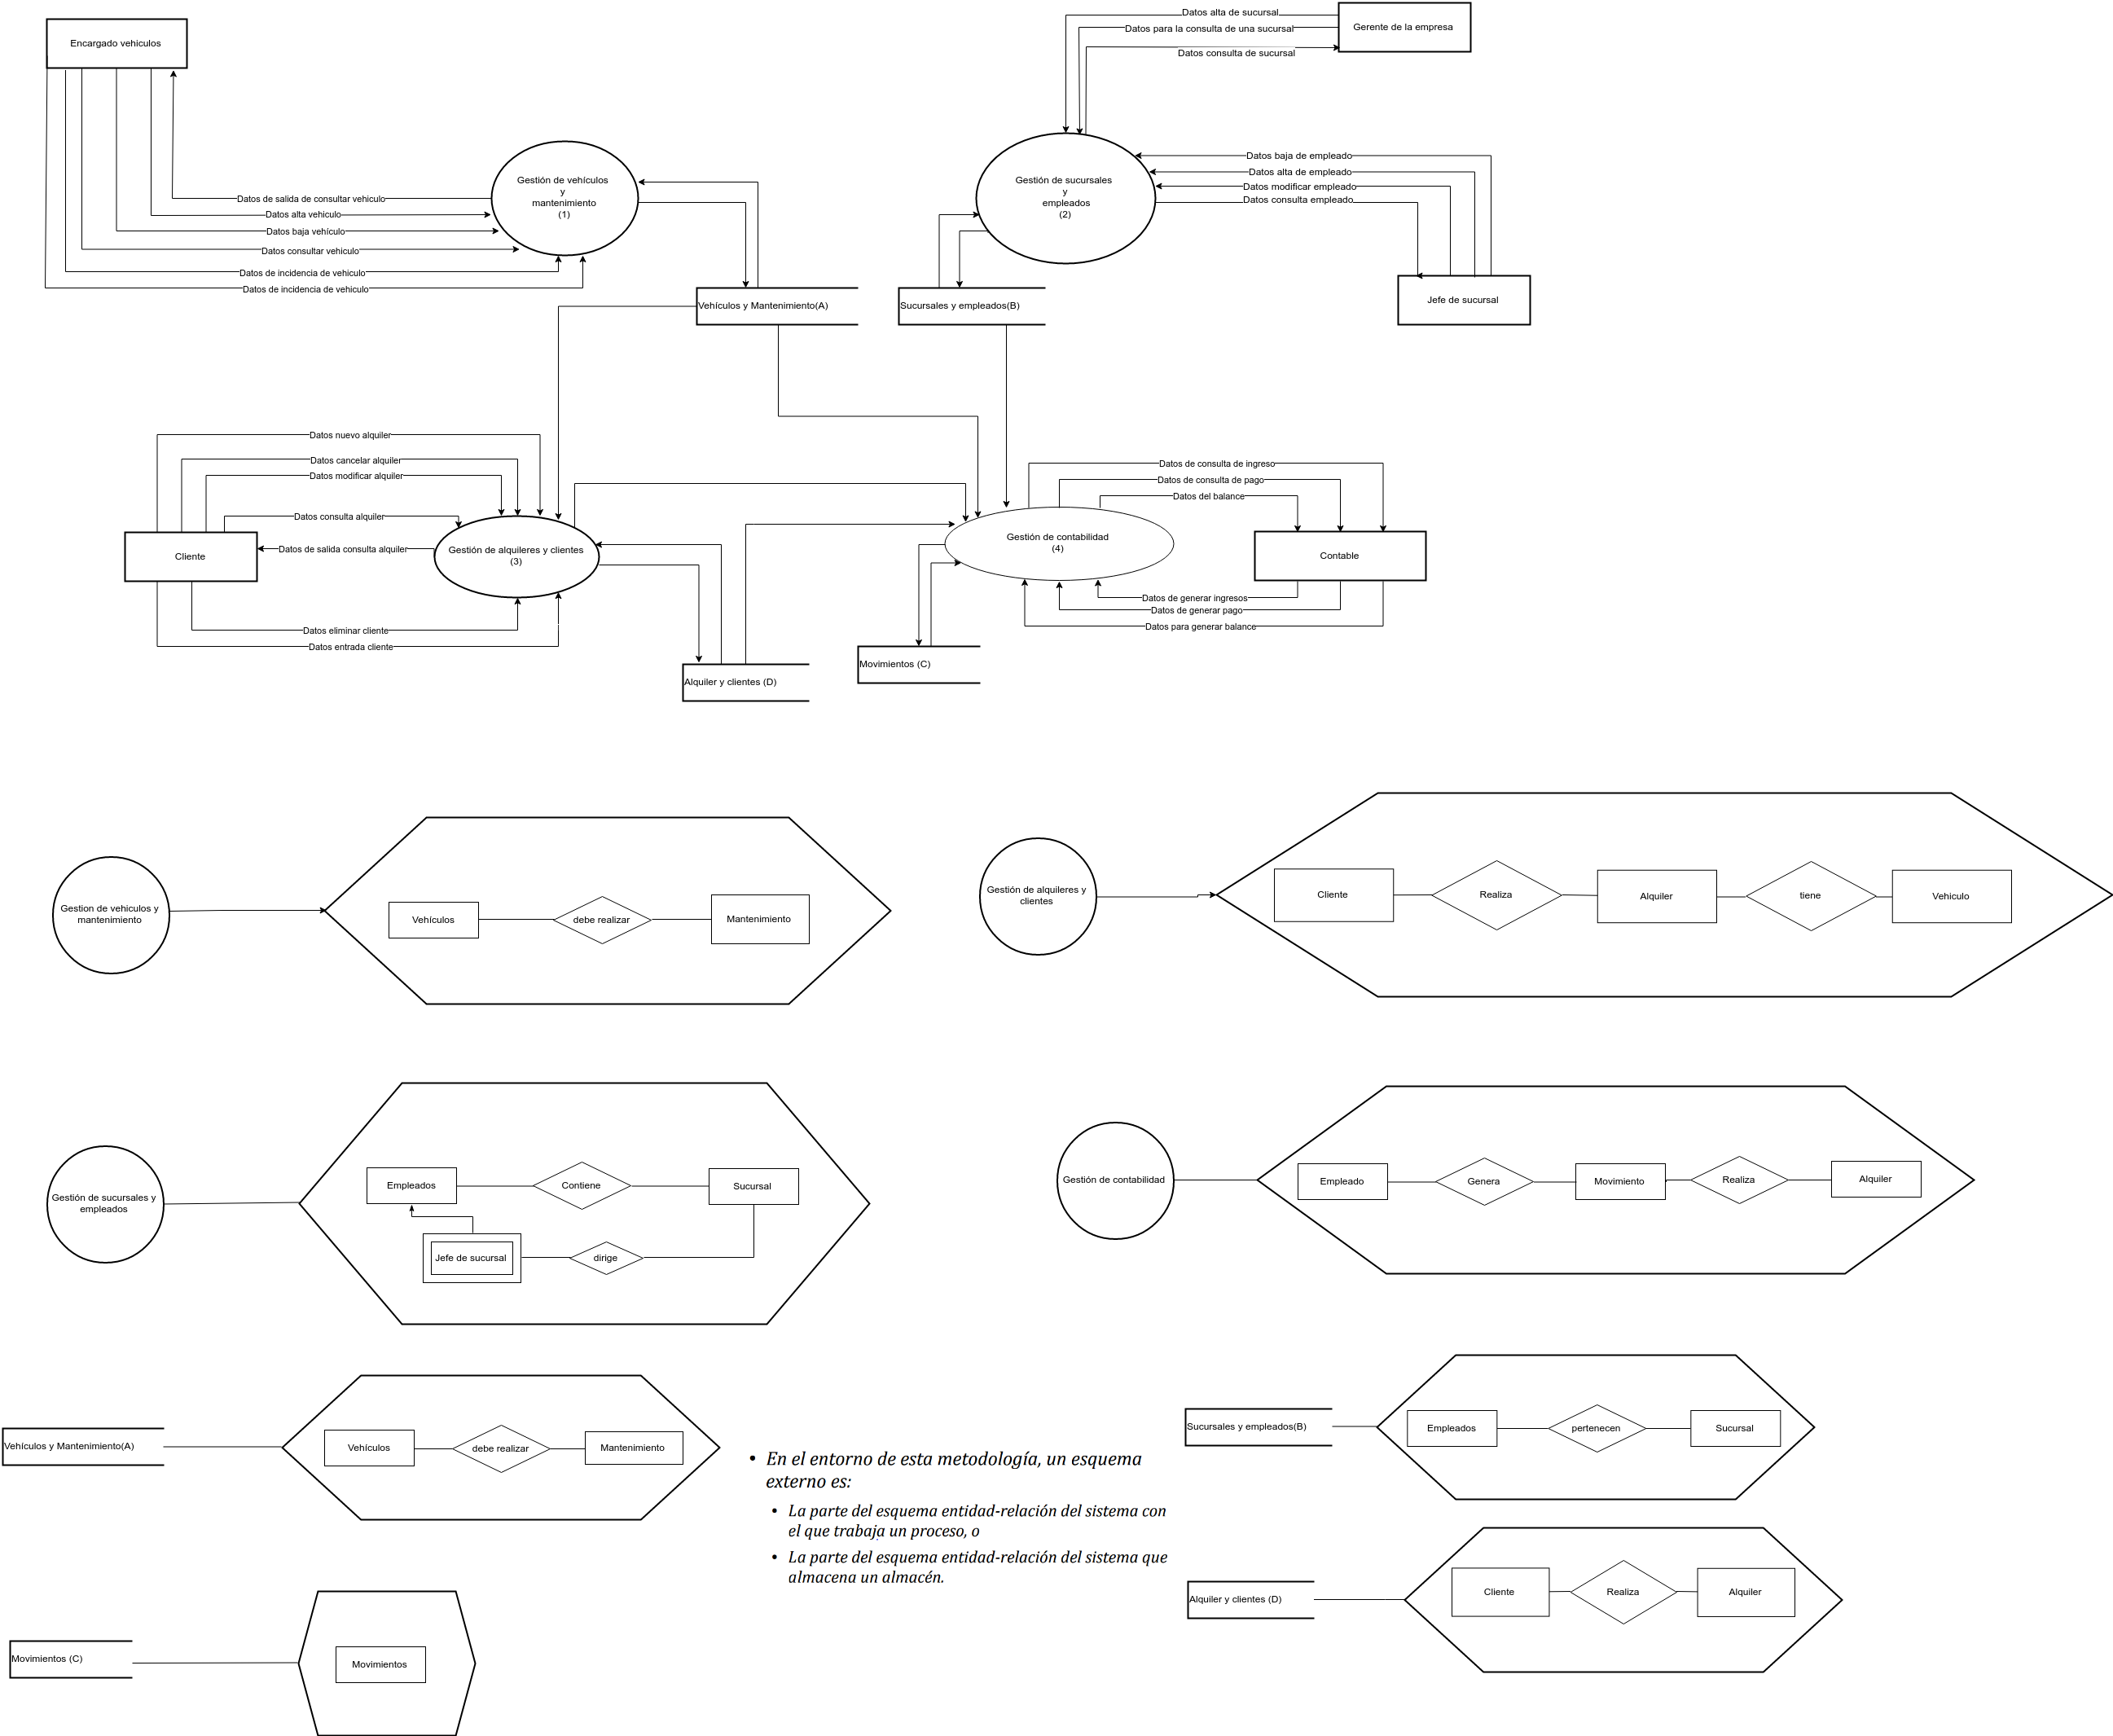 Encargado vehiculos
Datos alta de sucursal
Datos para la consulta de una sucursal
Datos consulta de sucursal
Gerente de la empresa
Gestión de vehículos
y
mantenimiento
(1)
Gestión de sucursales
y
empleados
(2)
Datos baja de empleado
Datos alta de empleado
Datos modificar empleado
Datos consulta empleado
Datos de salida de consultar vehiculo
Datos alta vehiculo
Datos baja vehículo
Datos consultar vehiculo
Datos de incidencia de vehiculo
Datos de incidencia de vehiculo
Vehículos y Mantenimiento(A)
Sucursales y empleados(B)
Jefe de sucursal
Datos nuevo alquiler
Datos cancelar alquiler
Datos modificar alquiler
Datos consulta alquiler
Datos de salida consulta alquiler
Cliente
Gestión de alquileres y clientes
(3)
Datos eliminar cliente
Datos entrada cliente
Datos de consulta de ingreso
Datos de consulta de pago
Datos del balance
Gestión de contabilidad
(4)
Contable
Datos de generar ingresos
Datos de generar pago
Datos para generar balance
Alquiler y clientes (D)
Movimientos (C)
Gestion de vehiculos y
mantenimiento
Vehículos
debe realizar
Mantenimiento
Gestión de alquileres y
clientes
Cliente
Realiza
Alquiler
tiene
Vehiculo
Gestión de sucursales y
empleados
Empleados
Contiene
Sucursal
Jefe de sucursal
dirige
Gestión de contabilidad
Empleado
Genera
Movimiento
Realiza
Alquiler
Vehículos y Mantenimiento(A)
Vehículos
debe realizar
Mantenimiento
Sucursales y empleados(B)
Empleados
pertenecen
Sucursal
• En el entorno de esta metodología, un esquema
externo es:
• La parte del esquema entidad-relación del sistema con
el que trabaja un proceso, o
• La parte del esquema entidad-relación del sistema que
almacena un almacén.
Alquiler y clientes (D)
Cliente
Realiza
Alquiler
Movimientos (C)
Movimientos